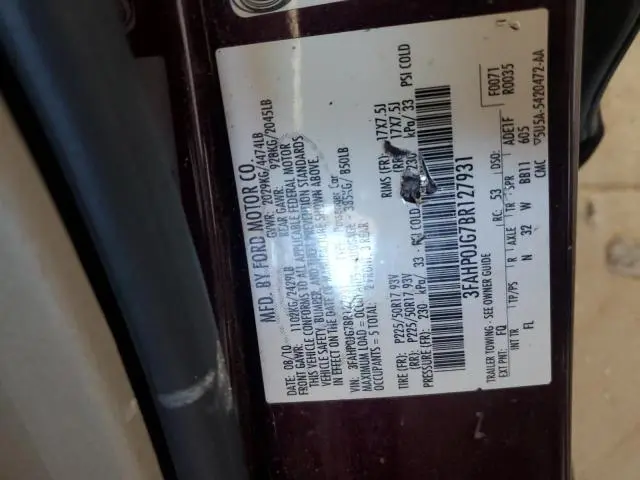 MFD. BY FORD MOTOR CO.
DATE: 08/10 GVWR: 2029KG/4474LB
FRONT GAWR: 1102KG/2429LB REAR GAWR: 928KG/2045LB
THIS VEHICLE CONFORMS TO ALL APPLICABLE FEDERAL MOTOR
VEHICLE SAFETY, BUMPER, AND THEFT PREVENTION STANDARDS
IN EFFECT ON THE DATE OF MANUFACTURE SHOWN ABOVE.
VIN: 3FAHP0JG7BR127931
MAXIMUM LOAD = 385KG/ 850LB
OCCUPANTS = 5 TOTAL: 2 REAR
TIRE (FR): P225/50R17 93V RIMS (FR): 17X7.5J
(RR): P225/50R17 93V 17X7.5J
PRESSURE (FR): 230 kPa/ 33 PSI COLD 230 kPa/ 33 PSI COLD
3FAHP0JG7BR127931
TRAILER TOWING - SEE OWNER GUIDE
F0071
R0035
EXT PNT: FQ RC: 53 DSO:
INT TR TP/PS R AXLE TR SPR ADE1F
FL N 32 W BB11 605
CMC
▼5U5A-5420472-AA